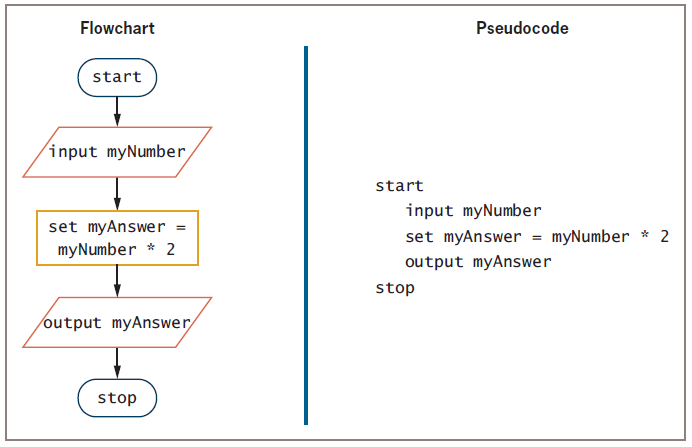 Flowchart
start
input myNumber
set myAnswer =
myNumber * 2
output myAnswer
stop
Pseudocode
start
input myNumber
set myAnswer = myNumber * 2
output myAnswer
stop